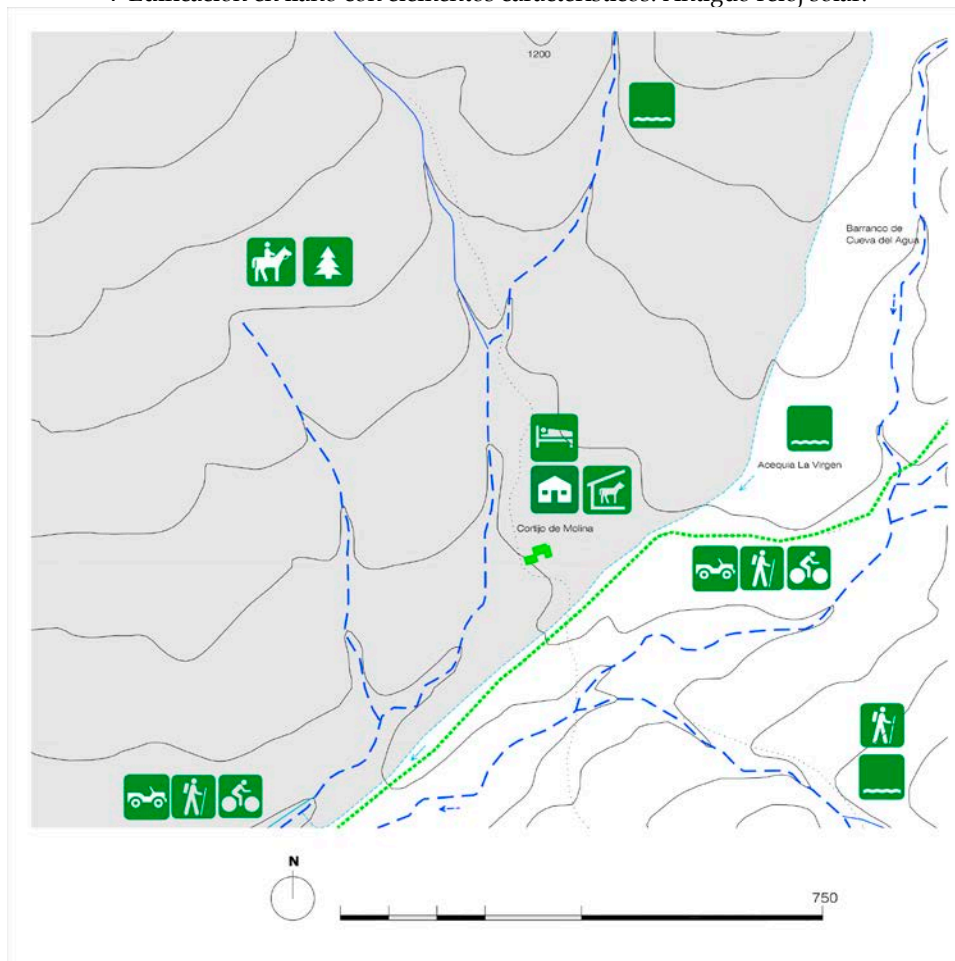 1200
Barranco de
Cueva del Agua
Acequia La Virgen
Cortijo de Molina
N
750